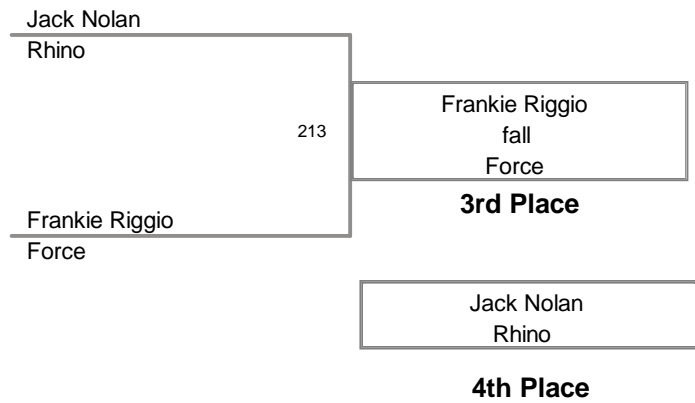 Jack Nolan
Rhino
213
Frankie Riggio
fall
Force
3rd Place
Frankie Riggio
Force
Jack Nolan
Rhino
4th Place